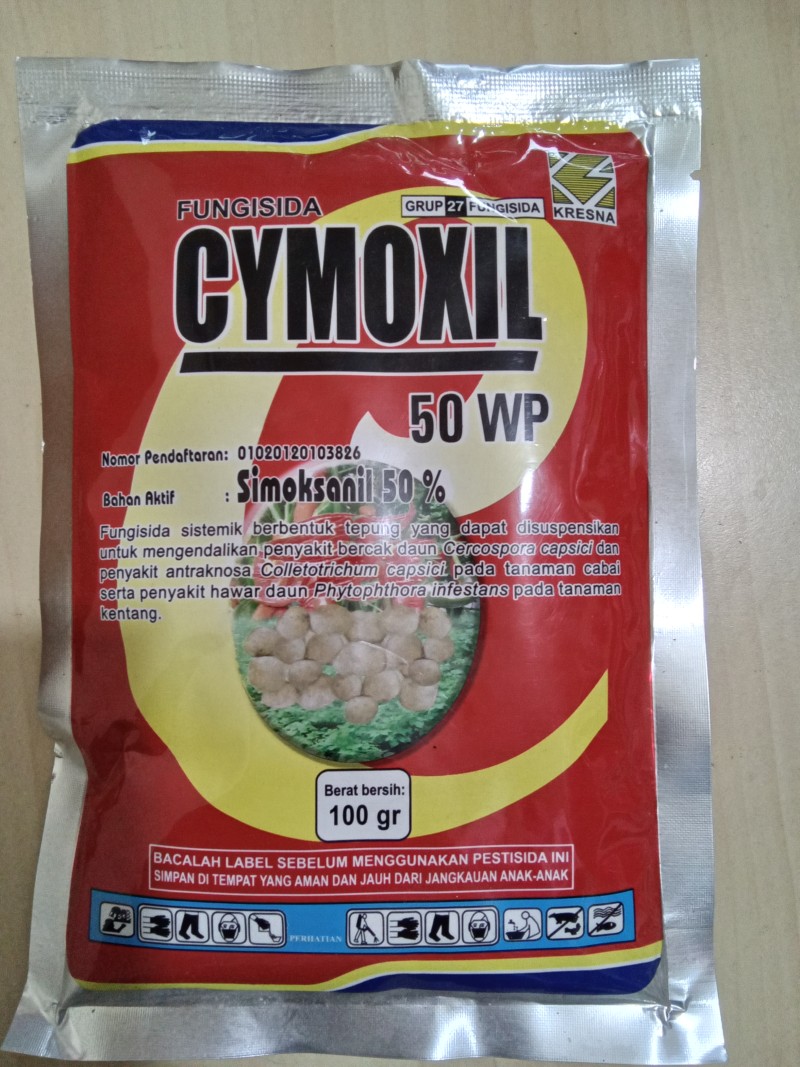 FUNGISIDA
GRUP 27 FUNGISIDA
KRESNA
CYMOXIL
50 WP
Nomor Pendaftaran: 01020120103826
Bahan Aktif : Simoksanil 50 %
Fungisida sistemik berbentuk tepung yang dapat disuspensikan
untuk mengendalikan penyakit bercak daun Cercospora capsici dan
penyakit antraknosa Colletotrichum capsici pada tanaman cabai
serta penyakit hawar daun Phytophthora infestans pada tanaman
kentang.
Berat bersih:
100 gr
BACALAH LABEL SEBELUM MENGGUNAKAN PESTISIDA INI
SIMPAN DI TEMPAT YANG AMAN DAN JAUH DARI JANGKAUAN ANAK-ANAK
PERHATIAN